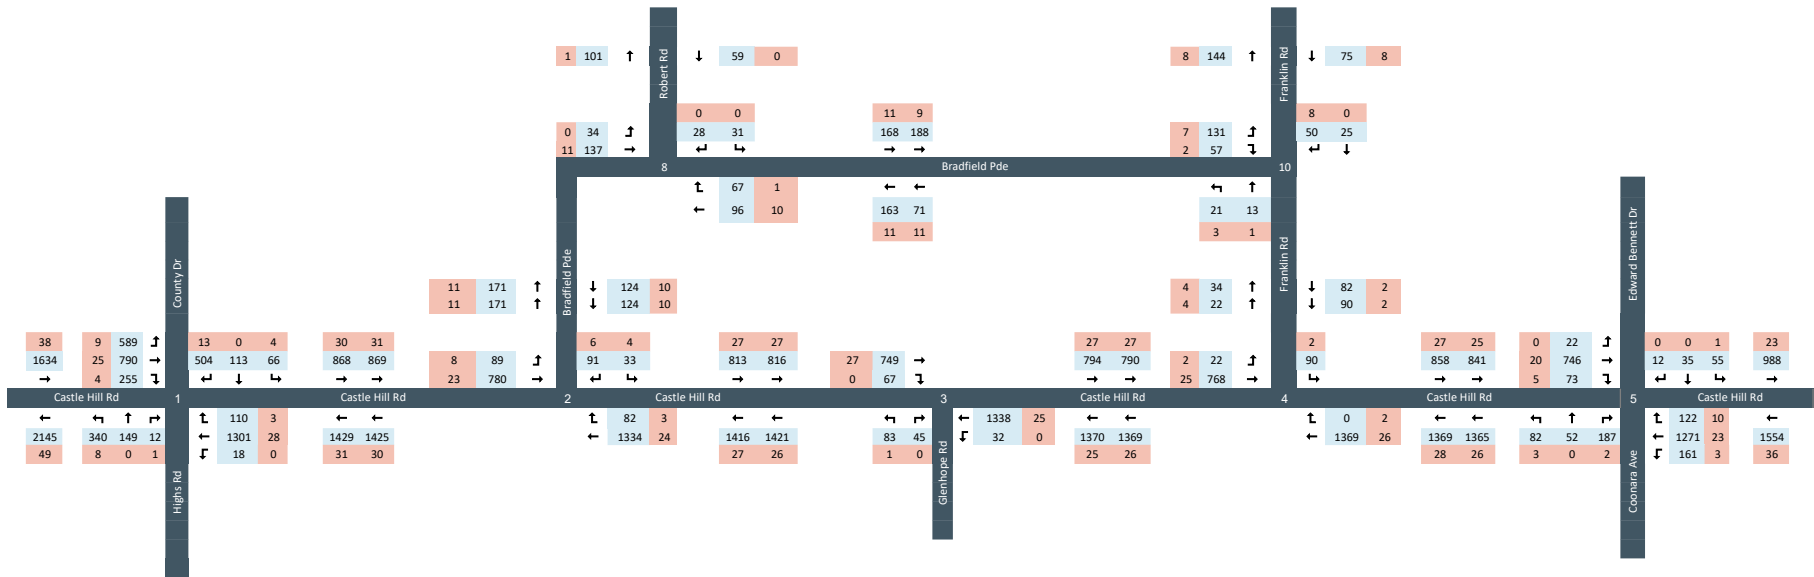 1 101 ↑ ↓ 59 0
8 144 ↑ ↓ 75 8
Robert Rd
Franklin Rd
0 0
11 9
8 0
0 34 28 31
168 188
7 131
50 25
11 137 →
→ →
2 57
8 Bradfield Pde 10
67 1
← ←
↑
← 96 10
163 71
21 13
11 11
3 1
County Dr
Bradfield Pde
Franklin Rd
Edward Bennett Dr
11 171 ↑ ↓ 124 10
4 34 ↑ ↓ 82 2
11 171 ↑ ↓ 124 10
4 22 ↑ ↓ 90 2
38 9 589 13 0 4 30 31 8 89 6 4 27 27 27 749 → 27 27 2 22 2 27 25 0 22 0 0 1 23
1634 25 790 → 504 113 66 868 869 91 33 813 816 794 790 90 858 841 20 746 → 12 35 55 988
→ 4 255 ↓ → → 23 780 → → → 0 67 → → 25 768 → → → 5 73 ↓ →
Castle Hill Rd 1 Castle Hill Rd 2 Castle Hill Rd 3 Castle Hill Rd 4 Castle Hill Rd 5 Castle Hill Rd
← ↑ 110 3 ← ← 82 3 ← ← ← 1338 25 ← ← 0 2 ← ← ↑ 122 10 ←
2145 340 149 12 ← 1301 28 1429 1425 ← 1334 24 1416 1421 83 45 32 0 1370 1369 ← 1369 26 1369 1365 82 52 187 ← 1271 23 1554
49 8 0 1 18 0 31 30 27 26 1 0 25 26 28 26 3 0 2 161 3 36
Highs Rd
Glenhope Rd
Coonara Ave